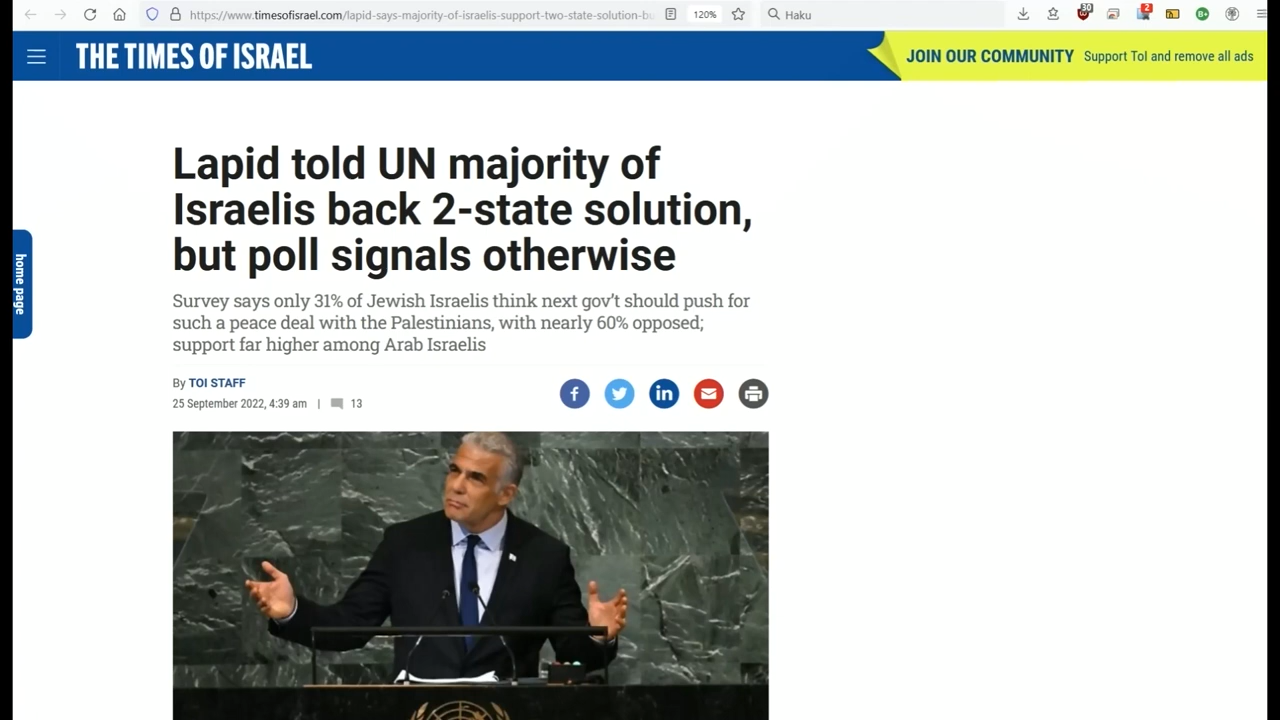 https://www.timesofisrael.com/lapid-says-majority-of-israelis-support-two-state-solution-bu
120%
Haku
30
2
B+
THE TIMES OF ISRAEL
JOIN OUR COMMUNITY Support ToI and remove all ads
Lapid told UN majority of
Israelis back 2-state solution,
but poll signals otherwise
home page
Survey says only 31% of Jewish Israelis think next gov't should push for
such a peace deal with the Palestinians, with nearly 60% opposed;
support far higher among Arab Israelis
By TOI STAFF
25 September 2022, 4:39 am | 13
f
in